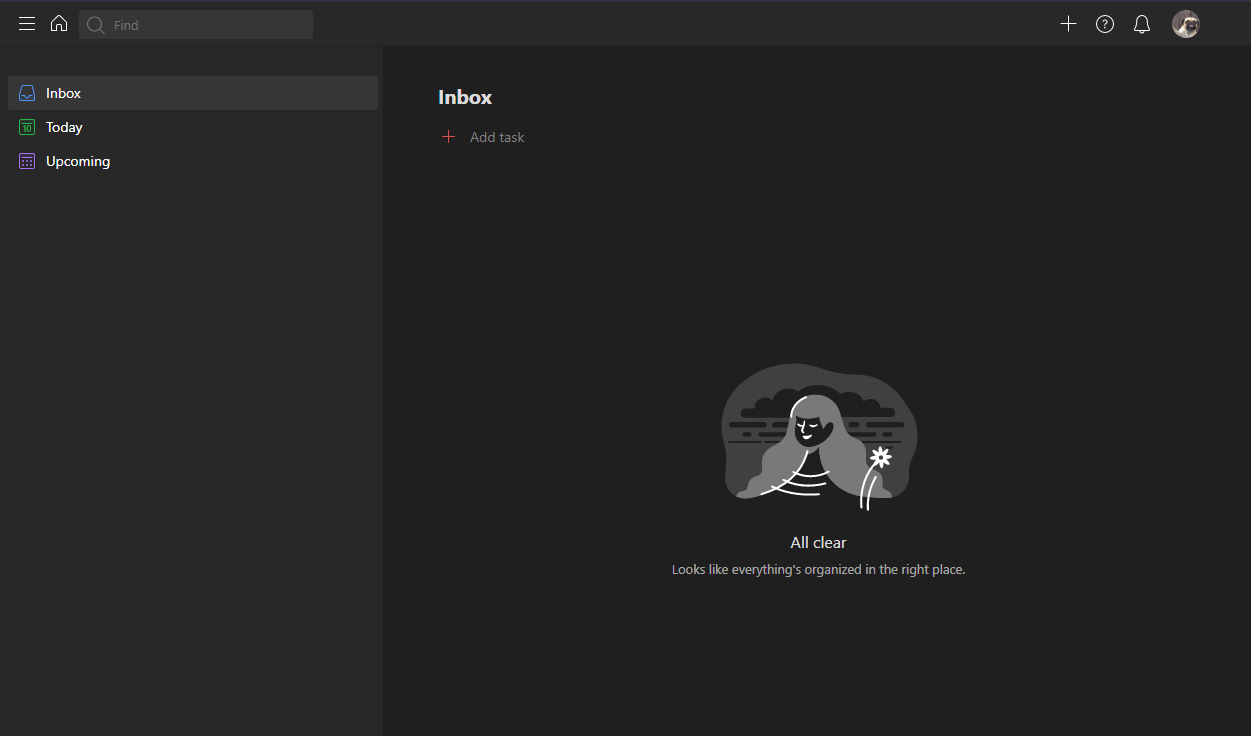 Find
Inbox
10
Today
Upcoming
Inbox
Add task
All clear
Looks like everything's organized in the right place.